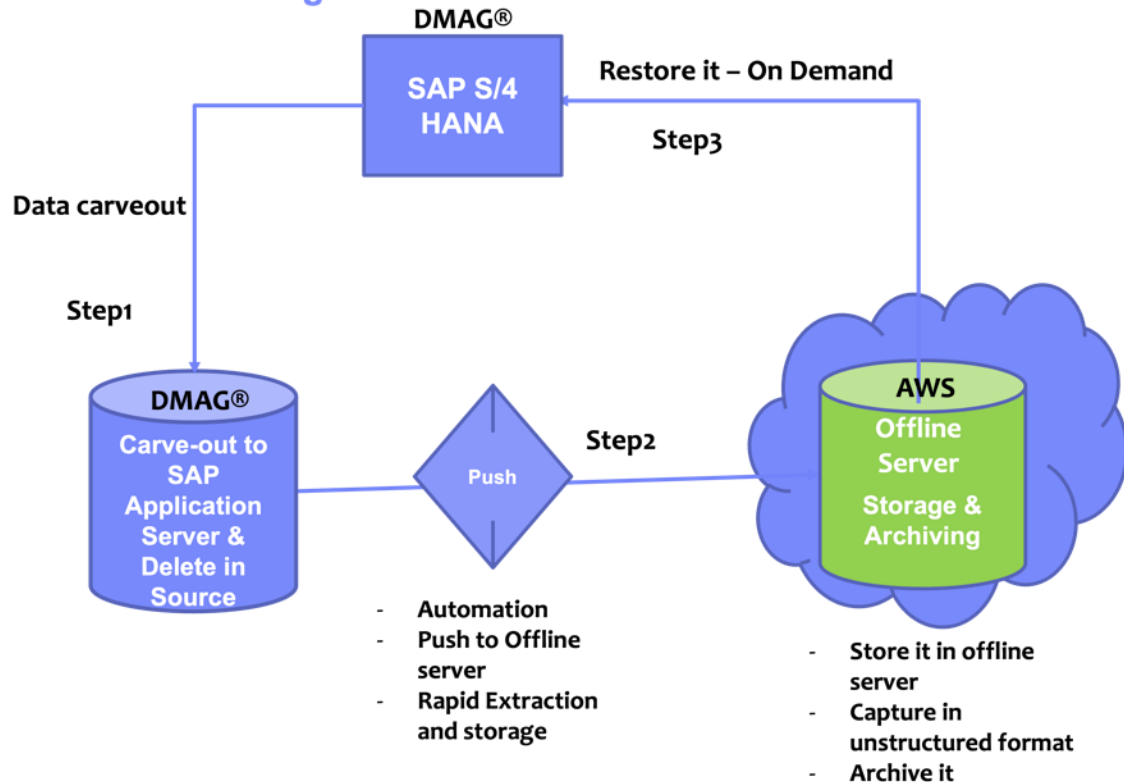 DMAG®
SAP S/4
HANA
Restore it – On Demand
Step3
Data carveout
Step1
DMAG®
Carve-out to
SAP
Application
Server &
Delete in
Source
Push
Step2
AWS
Offline
Server
Storage &
Archiving
- Automation
- Push to Offline
server
- Rapid Extraction
and storage
- Store it in offline
server
- Capture in
unstructured format
- Archive it